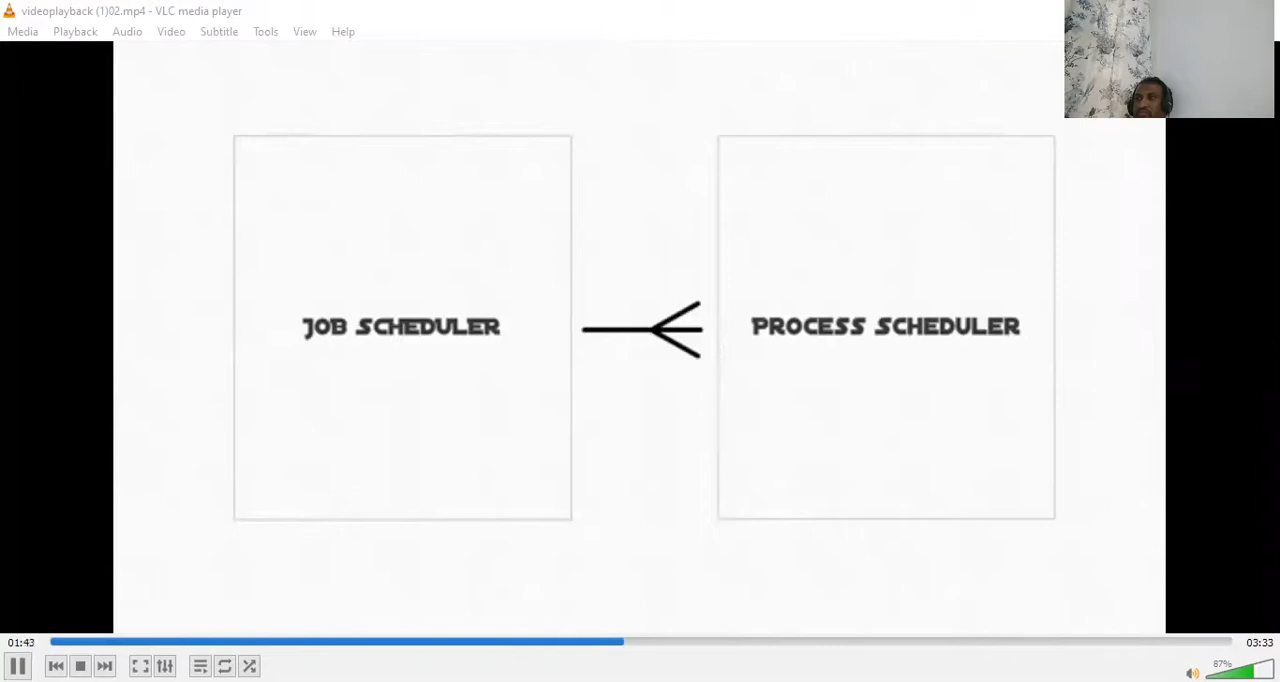 videoplayback (1)02.mp4 - VLC media player
Media Playback Audio Video Subtitle Tools View Help
JOB SCHEDULER
PROCESS SCHEDULER
01:43
03:33
87%